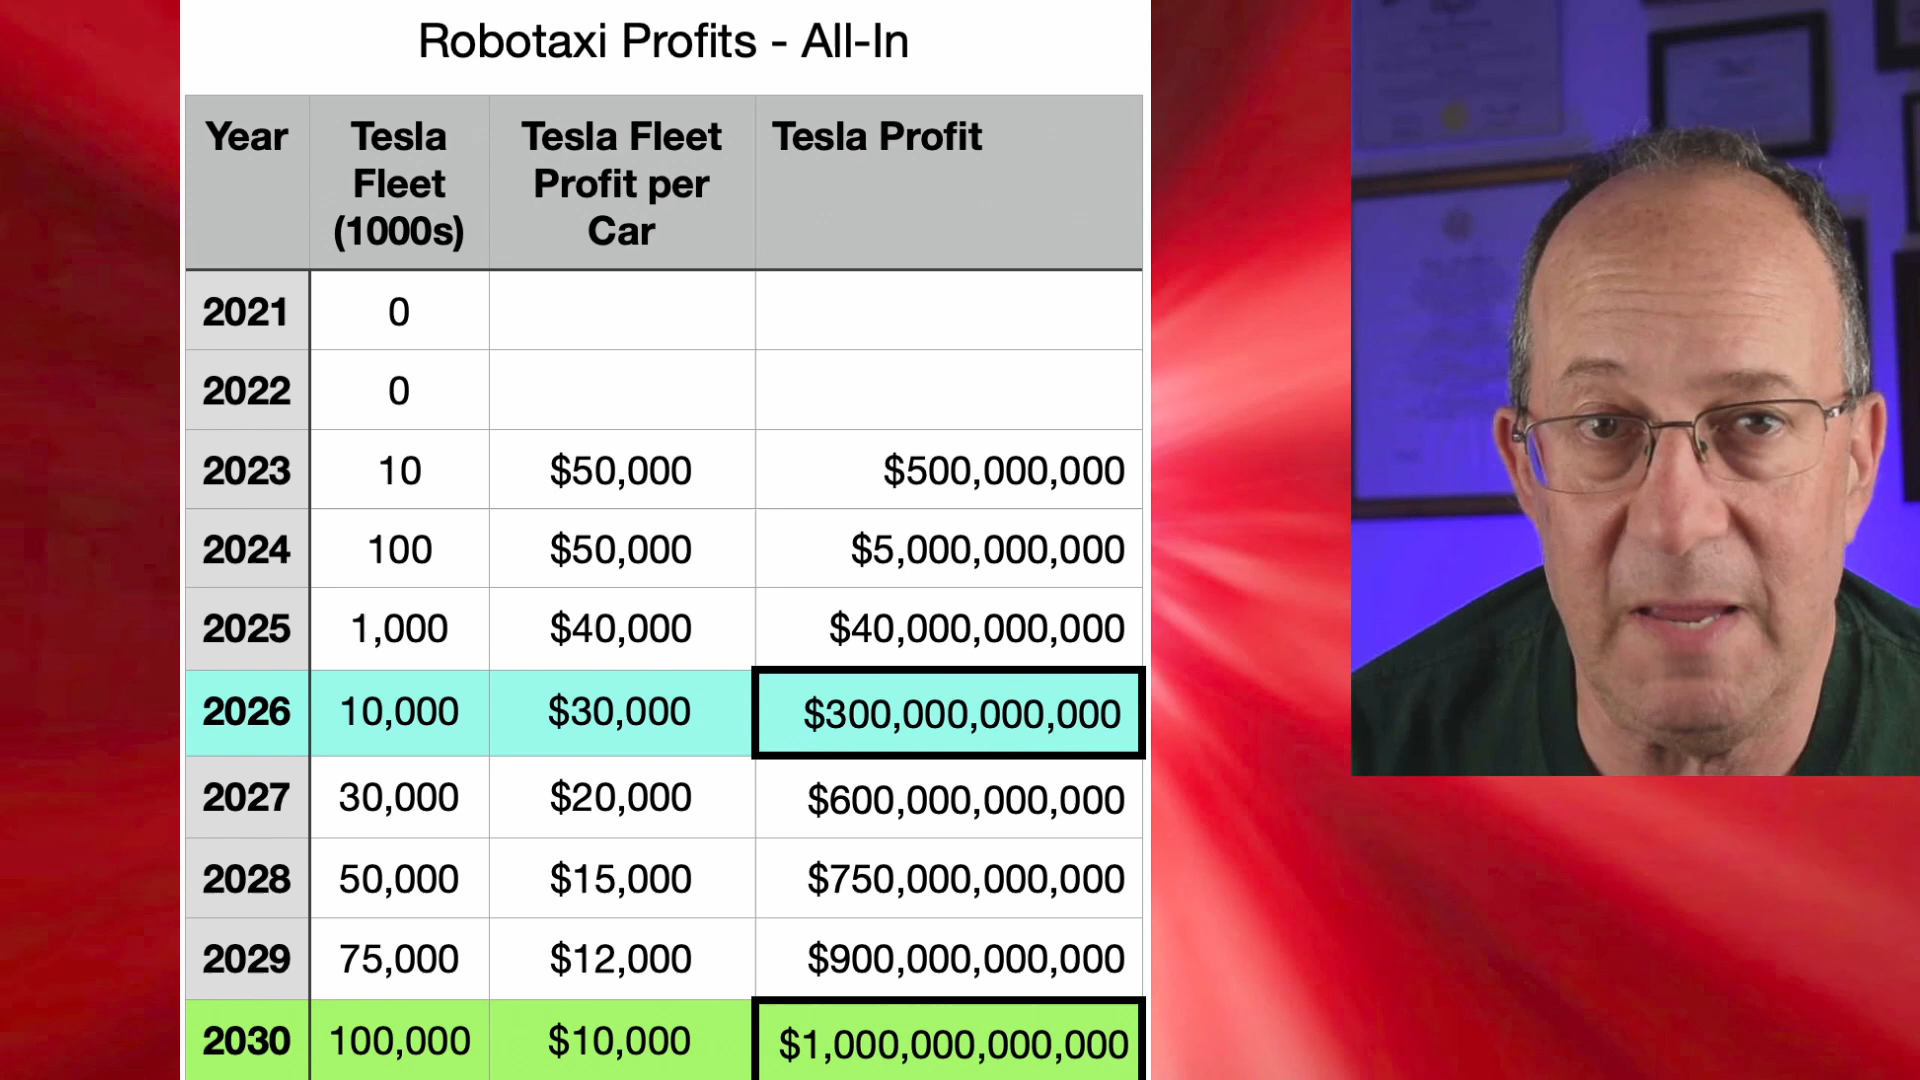 Robotaxi Profits - All-In
Year Tesla Fleet (1000s) Tesla Fleet Profit per Car Tesla Profit
2021 0
2022 0
2023 10 $50,000 $500,000,000
2024 100 $50,000 $5,000,000,000
2025 1,000 $40,000 $40,000,000,000
2026 10,000 $30,000 $300,000,000,000
2027 30,000 $20,000 $600,000,000,000
2028 50,000 $15,000 $750,000,000,000
2029 75,000 $12,000 $900,000,000,000
2030 100,000 $10,000 $1,000,000,000,000